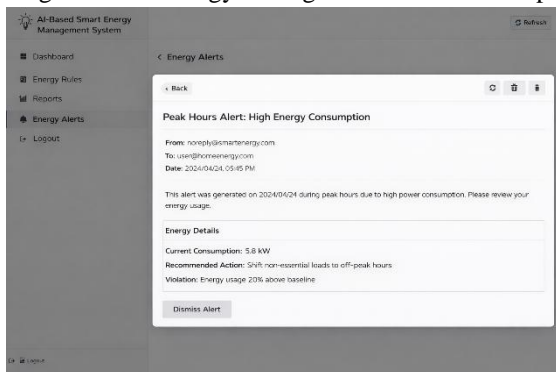 AI-Based Smart Energy
Management System
Refresh
Dashboard
< Energy Alerts
Energy Rules
Reports
Energy Alerts
Logout
< Back
Peak Hours Alert: High Energy Consumption
From: noreply@smartenergy.com
To: user@homeenergy.com
Date: 2024/04/24, 05:45 PM
This alert was generated on 2024/04/24 during peak hours due to high power consumption. Please review your
energy usage.
Energy Details
Current Consumption: 5.8 kW
Recommended Action: Shift non-essential loads to off-peak hours
Violation: Energy usage 20% above baseline
Dismiss Alert
Logout